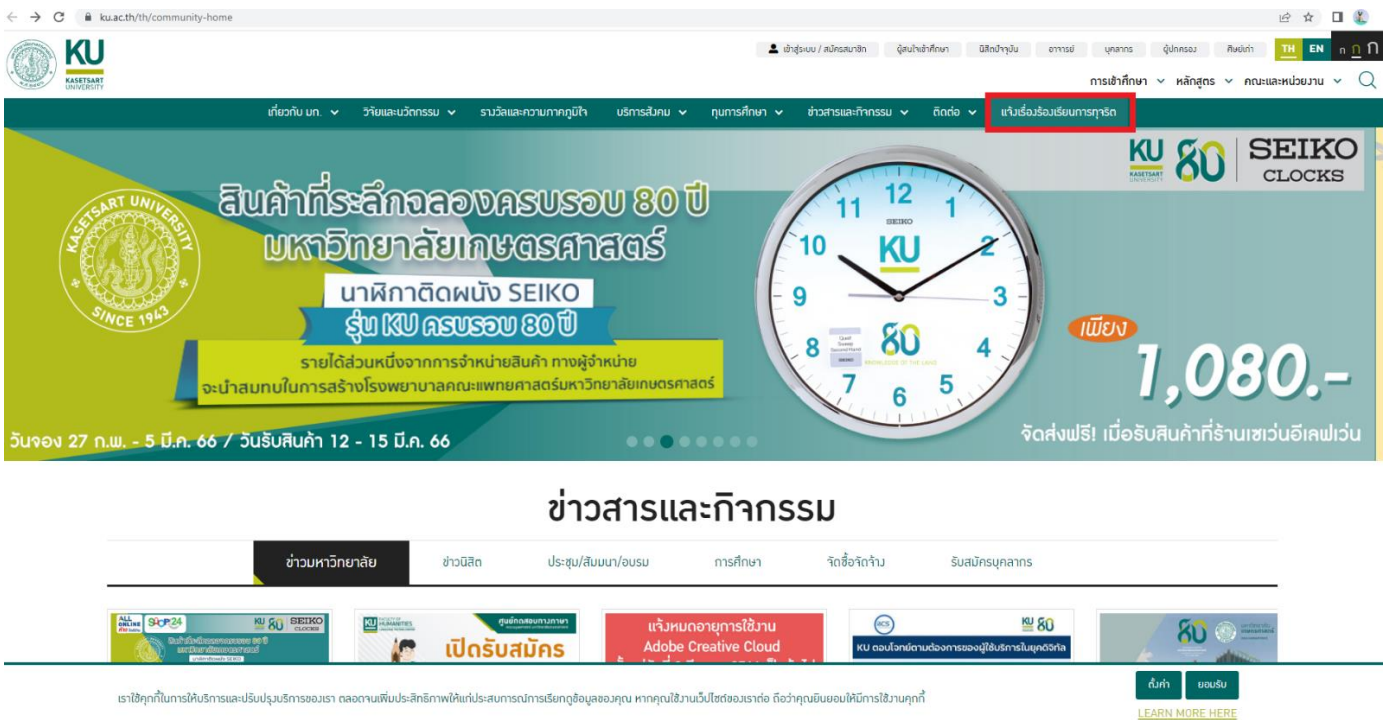 ku.ac.th/th/community-home
KU
KASETSART
UNIVERSITY
เข้าสู่ระบบ / สมัครสมาชิก ผู้สนใจเข้าศึกษา นิสิตปัจจุบัน อาจารย์ บุคลากร ผู้ปกครอง ศิษย์เก่า TH EN ก ก ก
การเข้าศึกษา หลักสูตร คณะและหน่วยงาน
เกี่ยวกับ มก. วิจัยและนวัตกรรม รางวัลและความภาคภูมิใจ บริการสังคม ทุนการศึกษา ข่าวสารและกิจกรรม ติดต่อ แจ้งเรื่องร้องเรียนการทุจริต
KU 80 SEIKO
KASETSART CLOCKS
UNIVERSITY
KASETSART UNIVERSITY
SINCE 1943
สินค้าที่ระลึกฉลองครบรอบ 80 ปี
มหาวิทยาลัยเกษตรศาสตร์
นาฬิกาติดผนัง SEIKO
รุ่น KU ครบรอบ 80 ปี
รายได้ส่วนหนึ่งจากการจำหน่ายสินค้า ทางผู้จำหน่าย
จะนำสมทบในการสร้างโรงพยาบาลคณะแพทยศาสตร์มหาวิทยาลัยเกษตรศาสตร์
วันจอง 27 ก.พ. - 5 มี.ค. 66 / วันรับสินค้า 12 - 15 มี.ค. 66
12
11 1
SEIKO
10 KU 2
9 3
8 80 4
7 5
6
เพียง
1,080.-
จัดส่งฟรี! เมื่อรับสินค้าที่ร้านเซเว่นอีเลฟเว่น
ข่าวสารและกิจกรรม
ข่าวมหาวิทยาลัย ข่าวนิสิต ประชุม/สัมมนา/อบรม การศึกษา จัดซื้อจัดจ้าง รับสมัครบุคลากร
ALL ONLINE SHOP24 KU 80 SEIKO CLOCKS
KU HUMANITIES
ศูนย์ทดสอบทางภาษา
เปิดรับสมัคร
แจ้งหมดอายุการใช้งาน
Adobe Creative Cloud
ACS KU 80
KU ตอบโจทย์ตามต้องการของผู้ใช้บริการในยุคดิจิทัล
80
เราใช้คุกกี้ในการให้บริการและปรับปรุงบริการของเรา ตลอดจนเพิ่มประสิทธิภาพให้แก่ประสบการณ์การเรียกดูข้อมูลของคุณ หากคุณใช้งานเว็บไซต์ของเราต่อ ถือว่าคุณยินยอมให้มีการใช้งานคุกกี้
ตั้งค่า ยอมรับ
LEARN MORE HERE